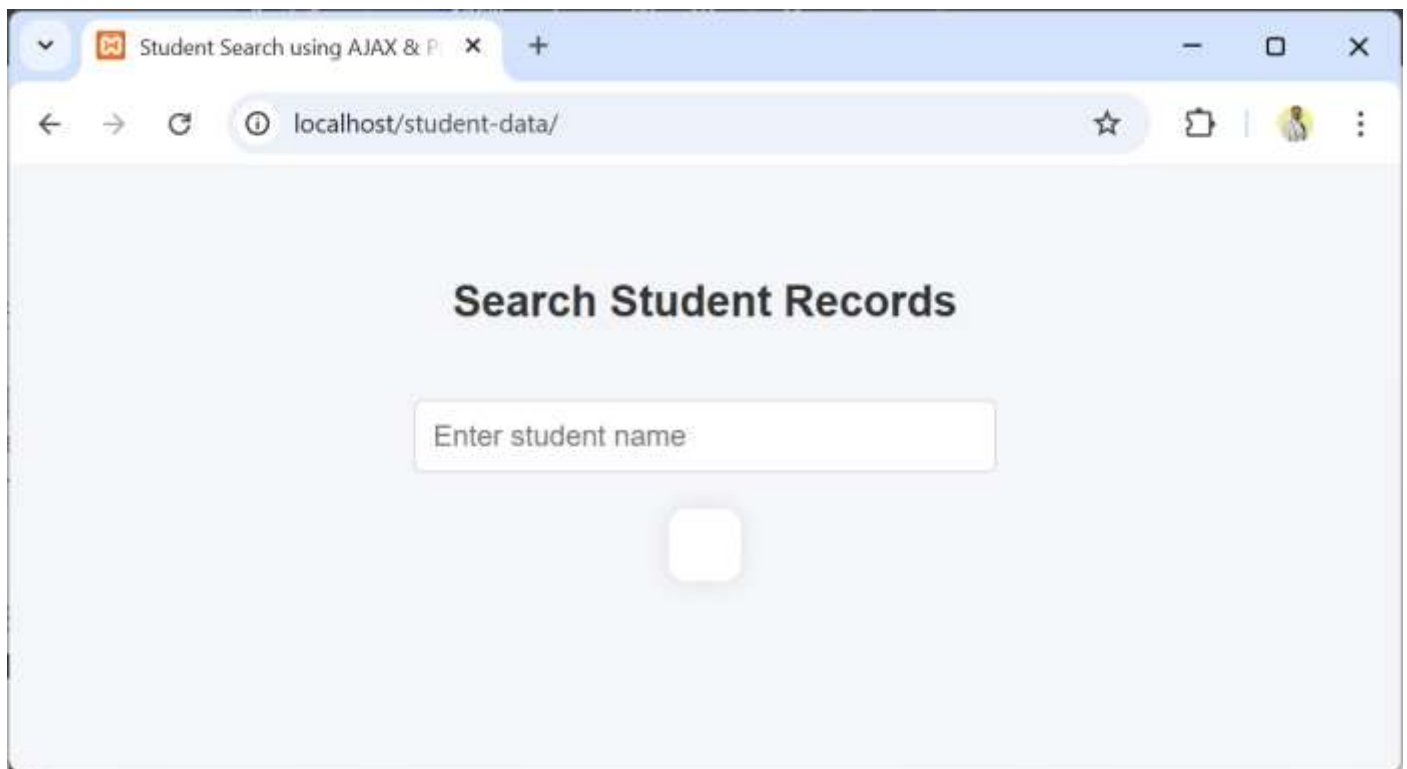 Student Search using AJAX & P
localhost/student-data/
Search Student Records
Enter student name